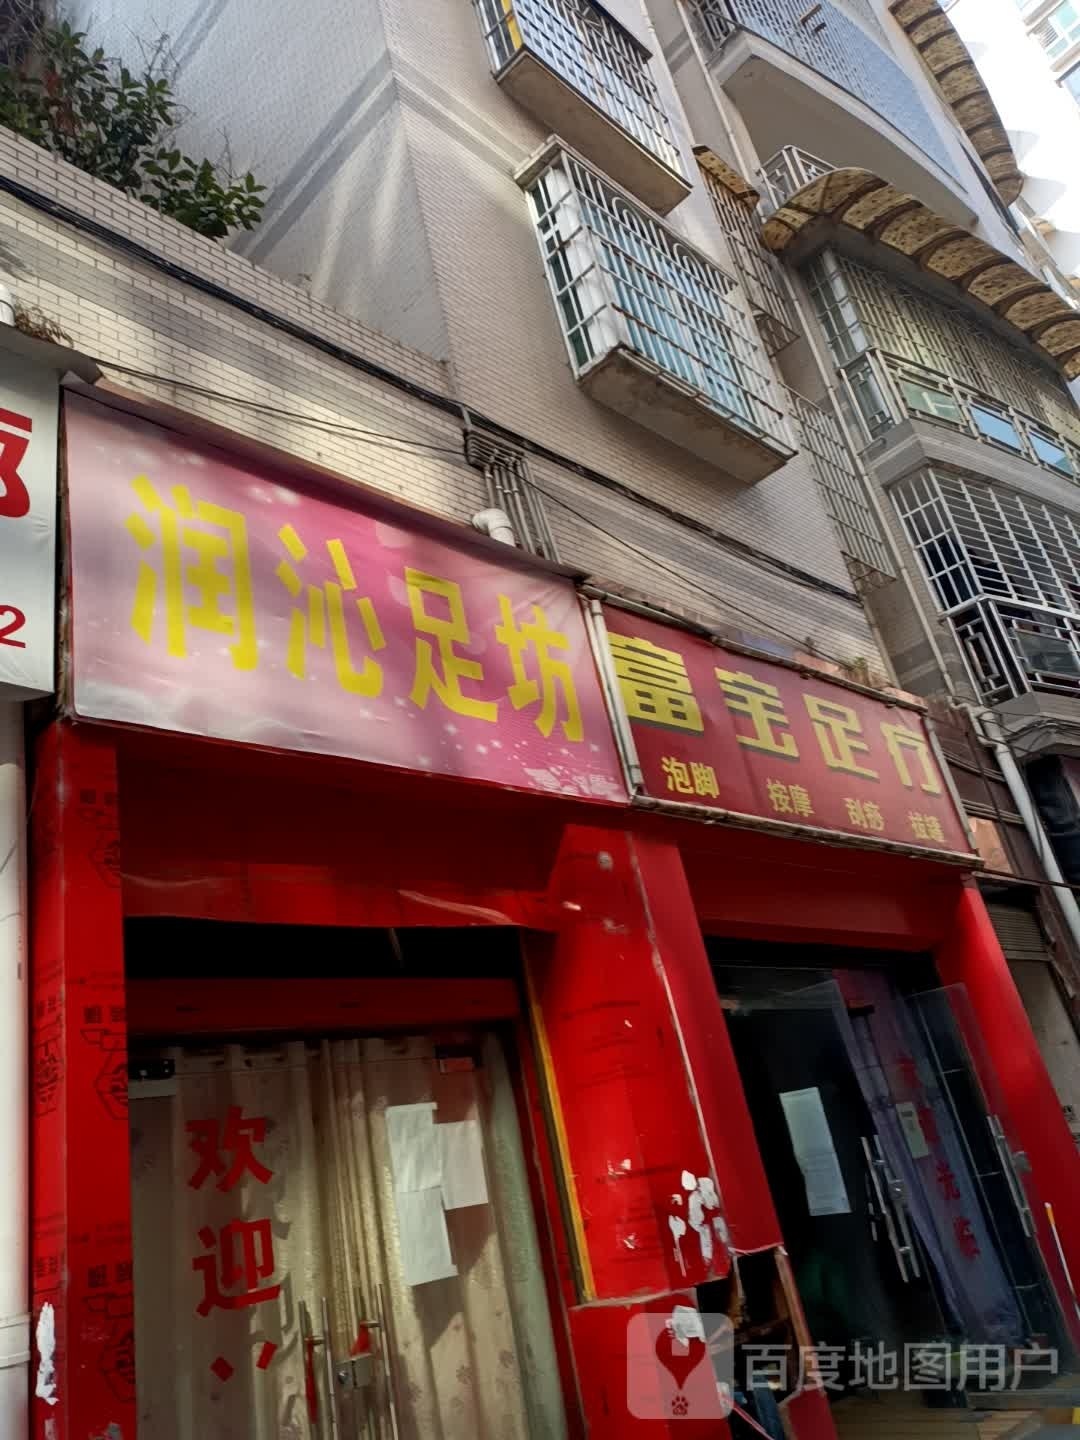 润沁足坊
富宝足疗
泡脚 按摩 刮痧 拔罐
2
欢迎
百度地图用户